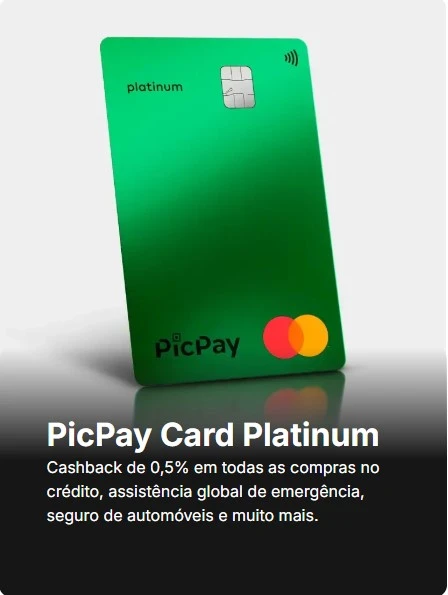 platinum
PicPay
PicPay Card Platinum
Cashback de 0,5% em todas as compras no
crédito, assistência global de emergência,
seguro de automóveis e muito mais.